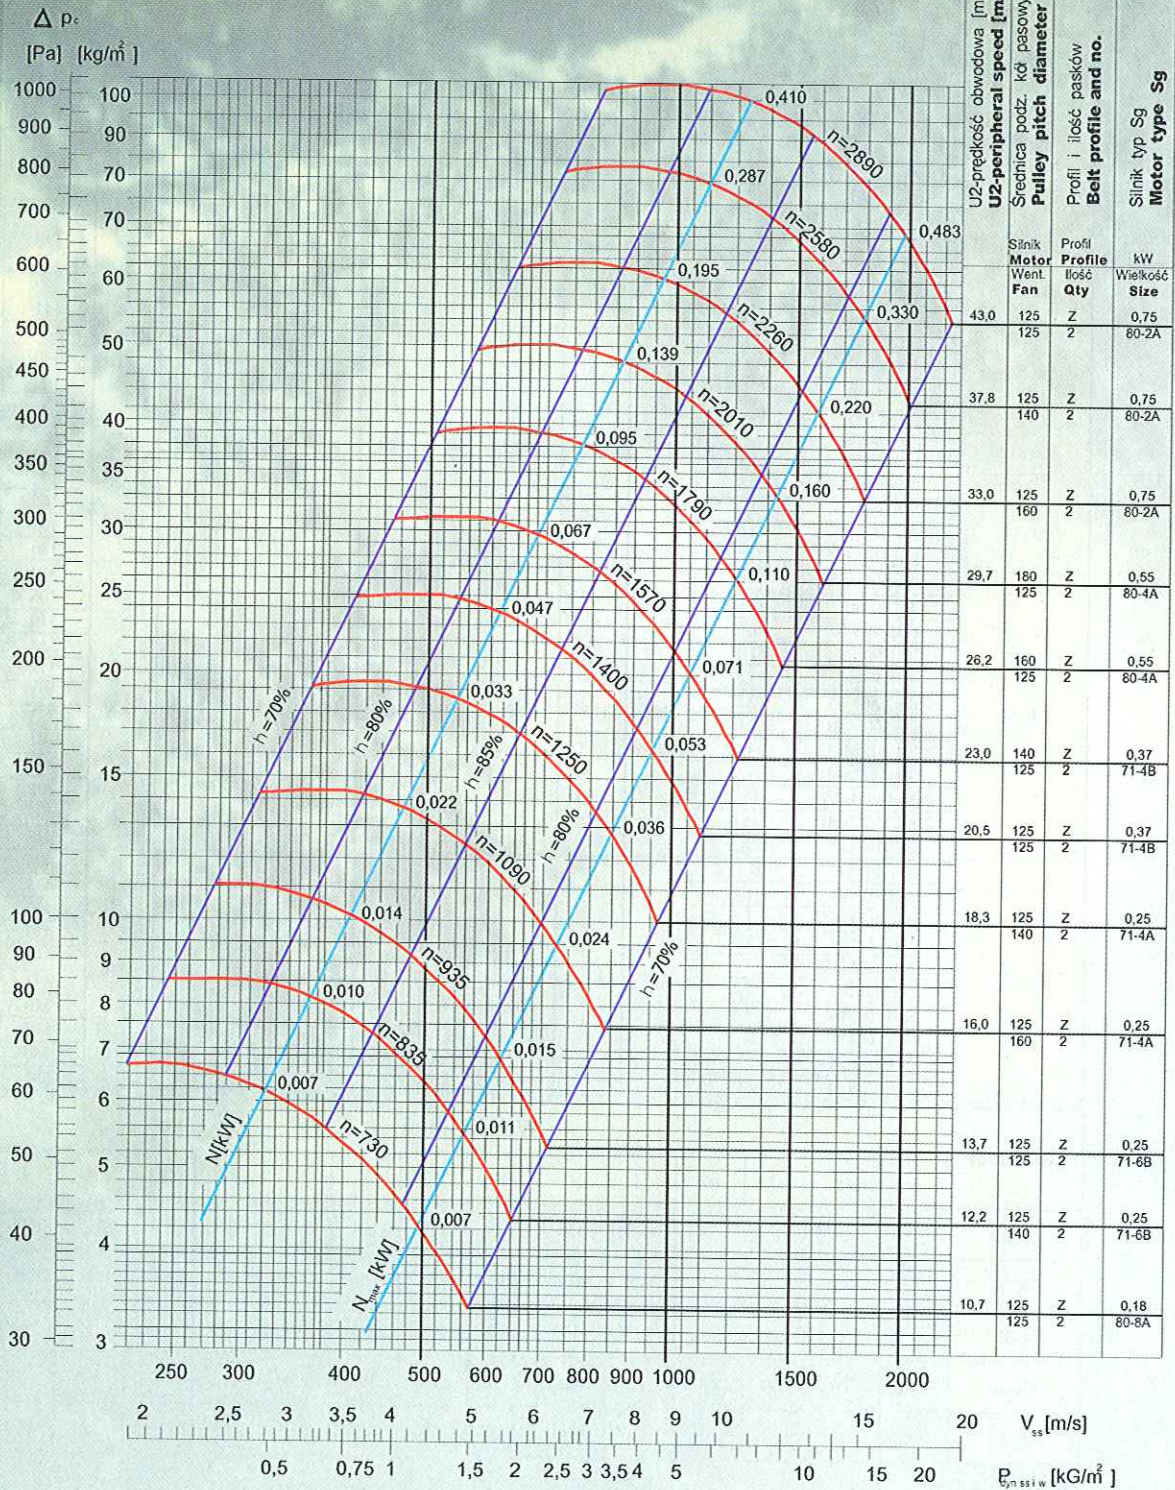 Δ pc
[Pa] [kg/m²]
1000
900
800
700
600
500
450
400
350
300
250
200
150
100
90
80
70
60
50
40
30
100
90
70
70
60
50
40
35
30
25
20
15
10
9
8
7
6
5
4
3
0,410
n=2890
0,287
n=2580
0,483
0,195
n=2260
0,330
0,139
n=2010
0,220
0,095
n=1790
0,160
0,067
n=1570
0,110
0,047
n=1400
0,071
0,033
n=1250
0,053
0,022
n=1090
0,036
0,014
n=935
0,024
0,010
n=835
0,015
0,007
n=730
0,011
0,007
h=70%
h=80%
h=85%
h=80%
h=70%
N[kW]
Nmax [kW]
250 300 400 500 600 700 800 900 1000 1500 2000
2 2,5 3 3,5 4 5 6 7 8 9 10 15 20 Vss [m/s]
0,5 0,75 1 1,5 2 2,5 3 3,5 4 5 10 15 20 Pdyn ss i w [kG/m²]
U2-prędkość obwodowa [m
U2-peripheral speed [m
Średnica podz. kół pasowy
Pulley pitch diameter
Profil i ilość pasków
Belt profile and no.
Silnik typ Sg
Motor type Sg
Silnik Profil
Motor Profile kW
Went. Ilość Wielkość
Fan Qty Size
43,0 125 Z 0,75
125 2 80-2A
37,8 125 Z 0,75
140 2 80-2A
33,0 125 Z 0,75
160 2 80-2A
29,7 180 Z 0,55
125 2 80-4A
26,2 160 Z 0,55
125 2 80-4A
23,0 140 Z 0,37
125 2 71-4B
20,5 125 Z 0,37
125 2 71-4B
18,3 125 Z 0,25
140 2 71-4A
16,0 125 Z 0,25
160 2 71-4A
13,7 125 Z 0,25
125 2 71-6B
12,2 125 Z 0,25
140 2 71-6B
10,7 125 Z 0,18
125 2 80-8A